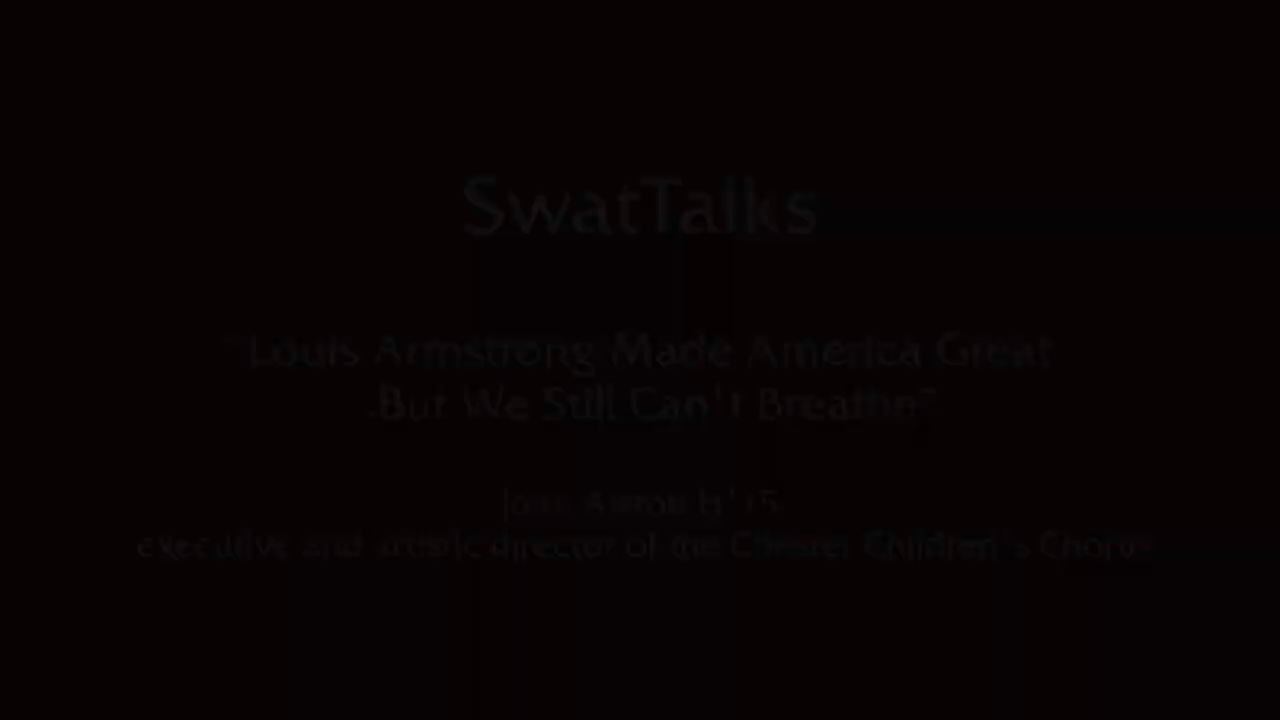 SwatTalks
"Louis Armstrong Made America Great
-But We Still Can't Breathe"
H'15
executive and artistic director of the Chester Children's Chorus